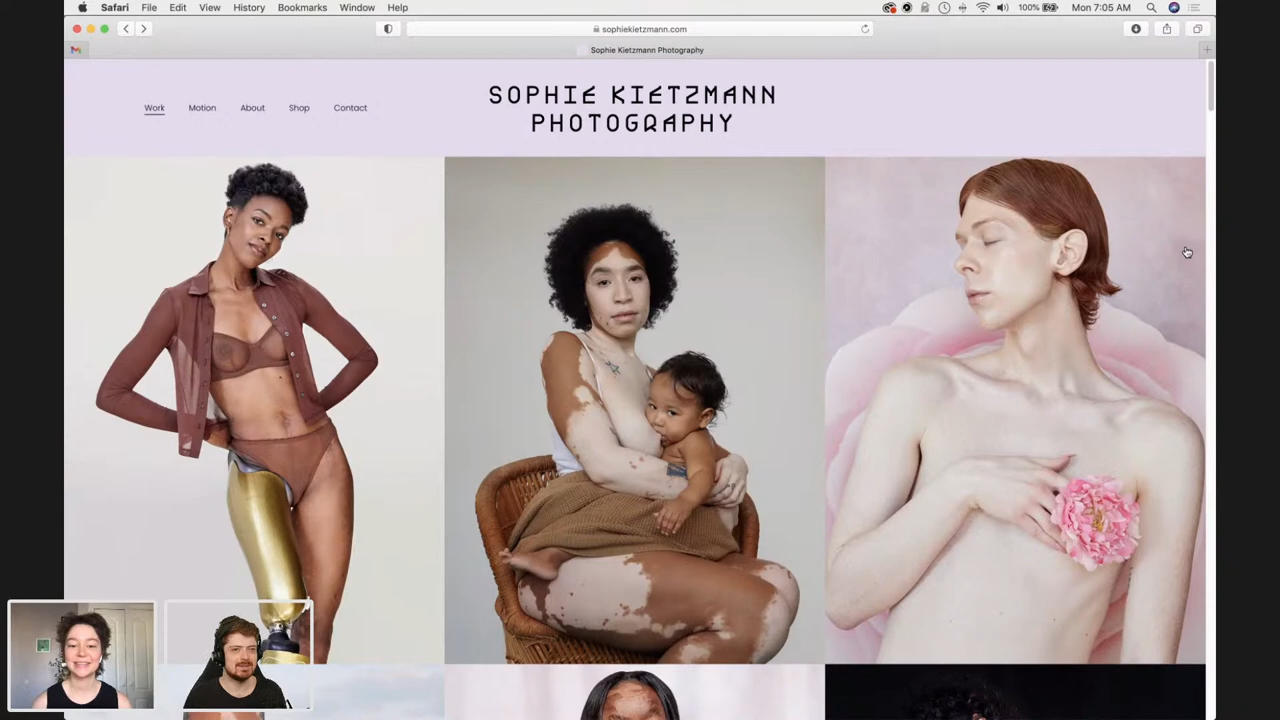 Safari File Edit View History Bookmarks Window Help 100% Mon 7:05 AM
sophiekietzmann.com
Sophie Kietzmann Photography
Work Motion About Shop Contact
SOPHIE KIETZMANN
PHOTOGRAPHY